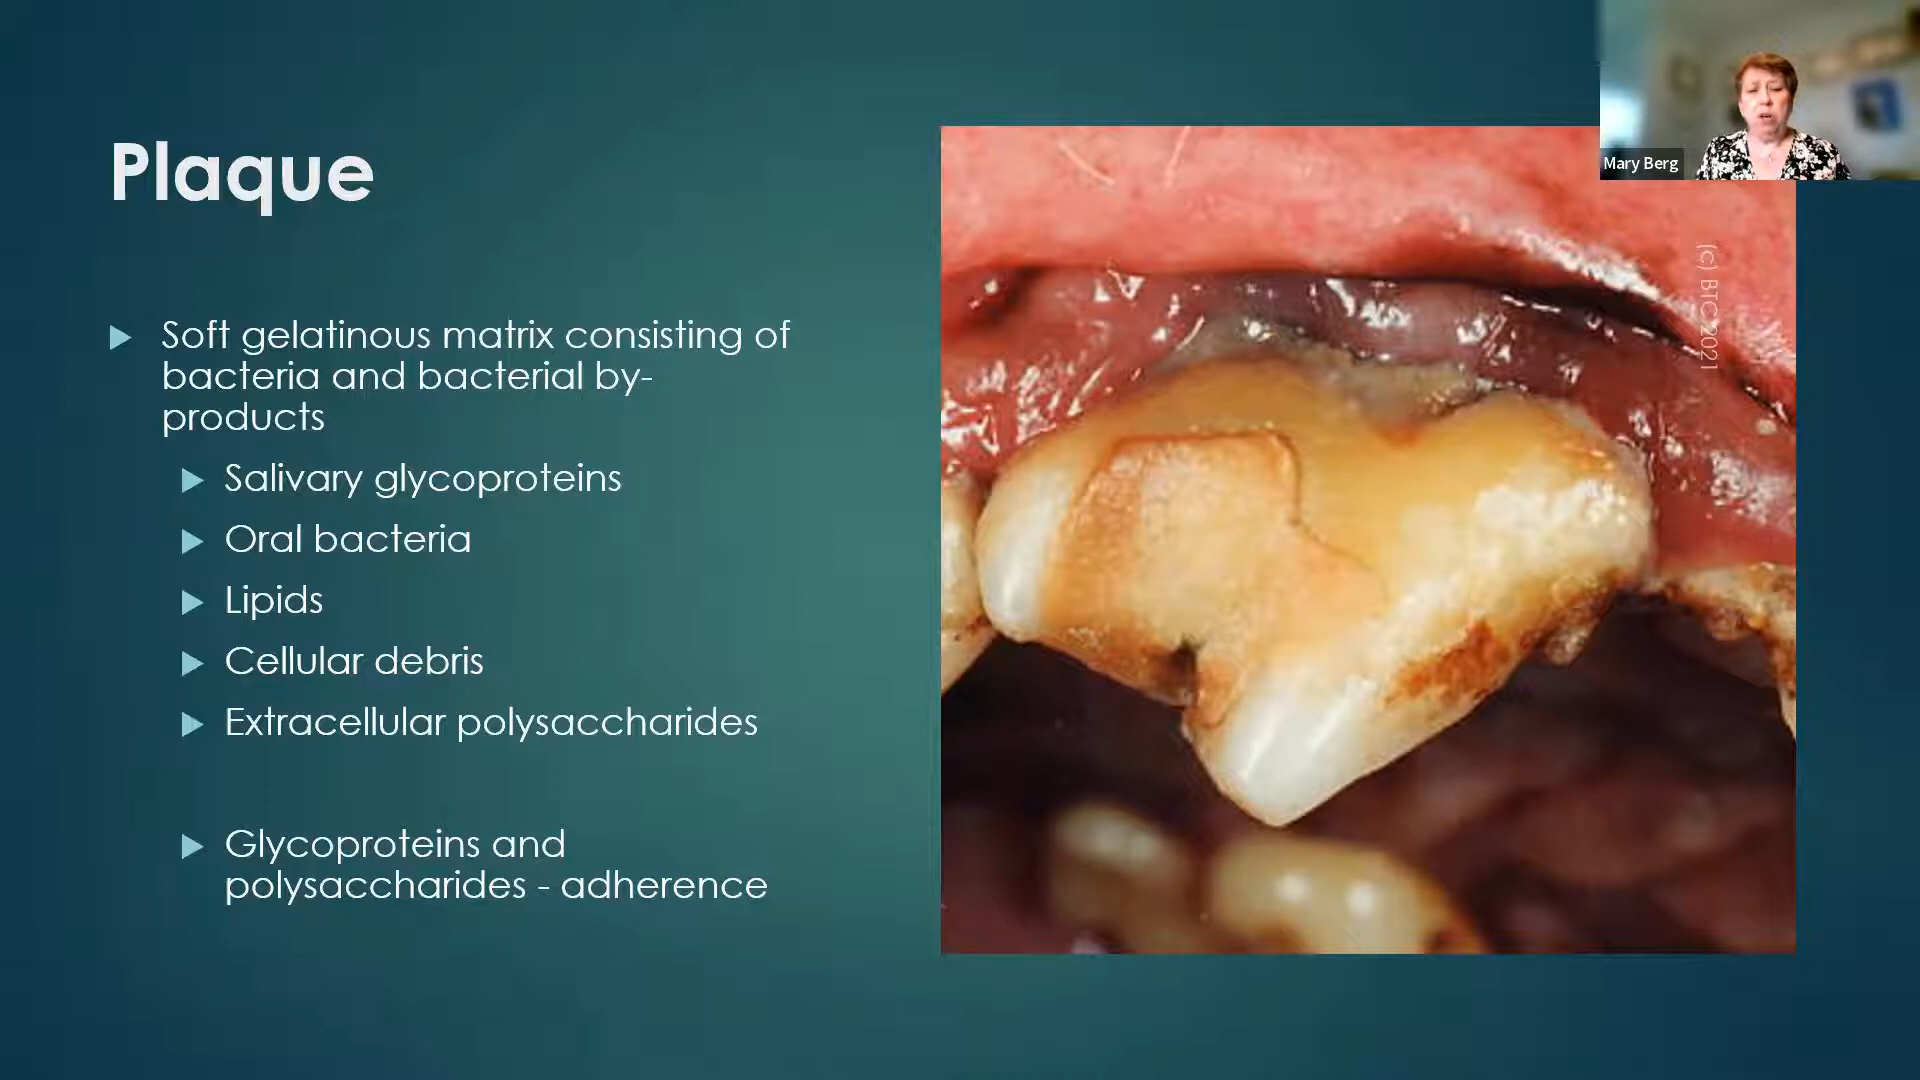 Plaque
Soft gelatinous matrix consisting of
bacteria and bacterial by-
products
Salivary glycoproteins
Oral bacteria
Lipids
Cellular debris
Extracellular polysaccharides
Glycoproteins and
polysaccharides - adherence
(c) BTC 2021
Mary Berg